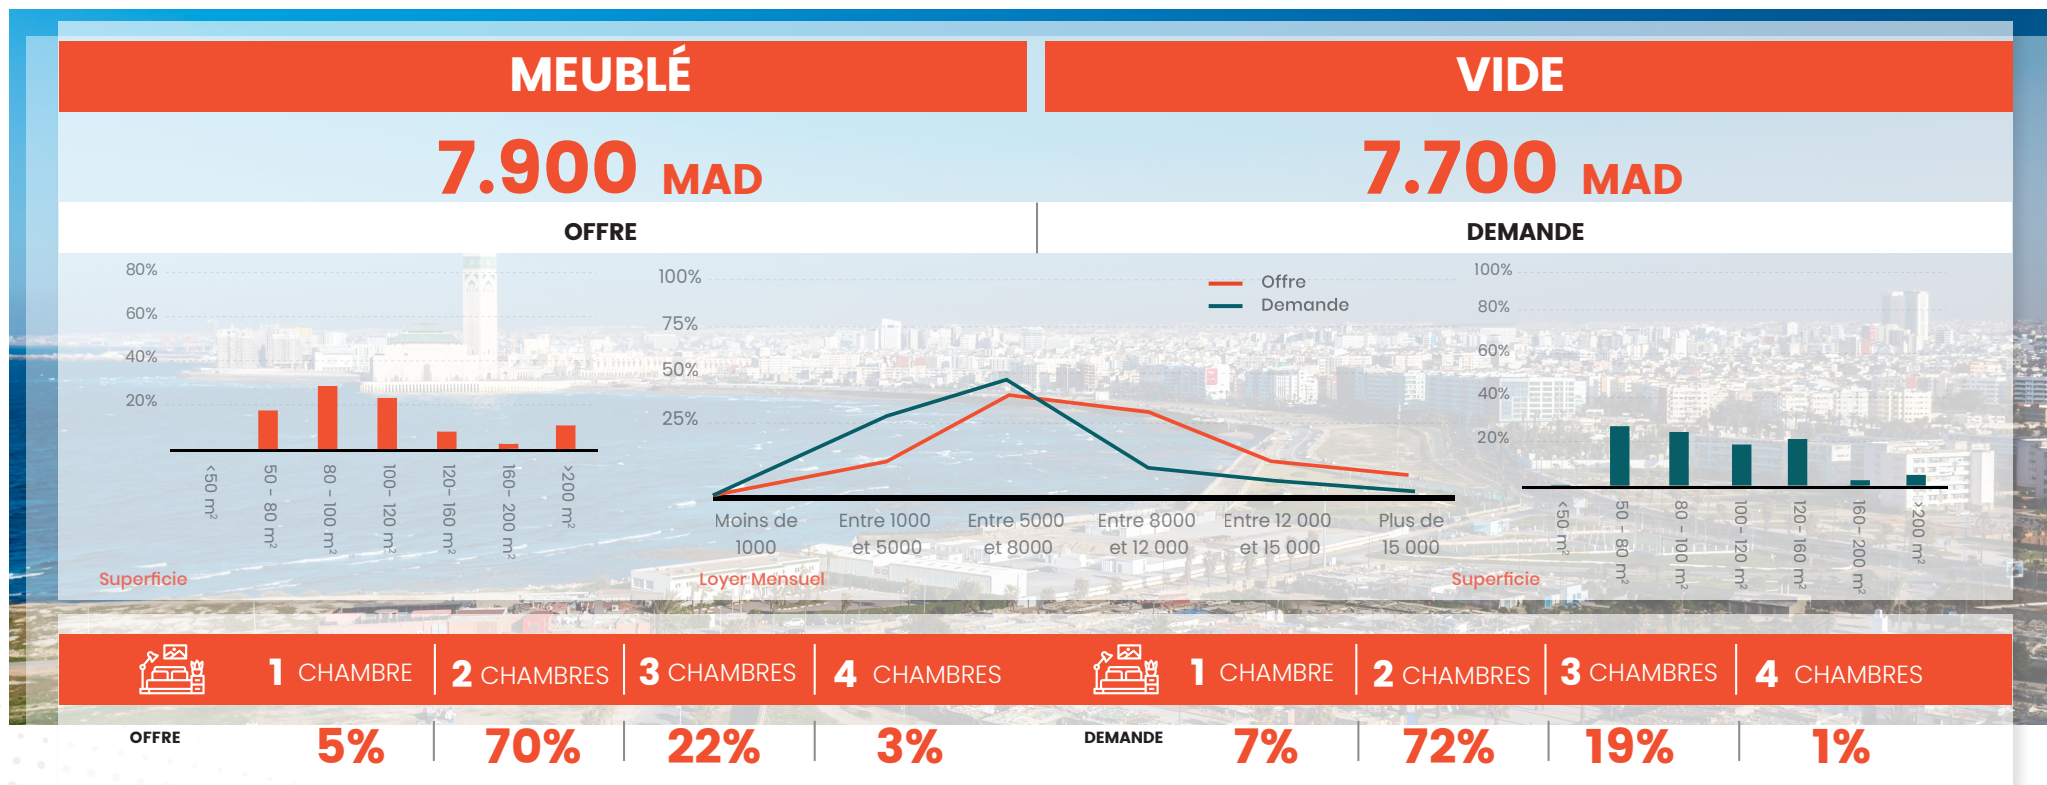 MEUBLÉ
VIDE
7.900 MAD
7.700 MAD
OFFRE
DEMANDE
80%
60%
40%
20%
<50 m²
50 - 80 m²
80 - 100 m²
100- 120 m²
120- 160 m²
160- 200 m²
>200 m²
Superficie
100%
75%
50%
25%
Offre
Demande
Moins de
1000
Entre 1000
et 5000
Entre 5000
et 8000
Entre 8000
et 12 000
Entre 12 000
et 15 000
Plus de
15 000
Loyer Mensuel
100%
80%
60%
40%
20%
<50 m²
50 - 80 m²
80 - 100 m²
100- 120 m²
120- 160 m²
160- 200 m²
>200 m²
Superficie
1 CHAMBRE
2 CHAMBRES
3 CHAMBRES
4 CHAMBRES
1 CHAMBRE
2 CHAMBRES
3 CHAMBRES
4 CHAMBRES
OFFRE
5%
70%
22%
3%
DEMANDE
7%
72%
19%
1%